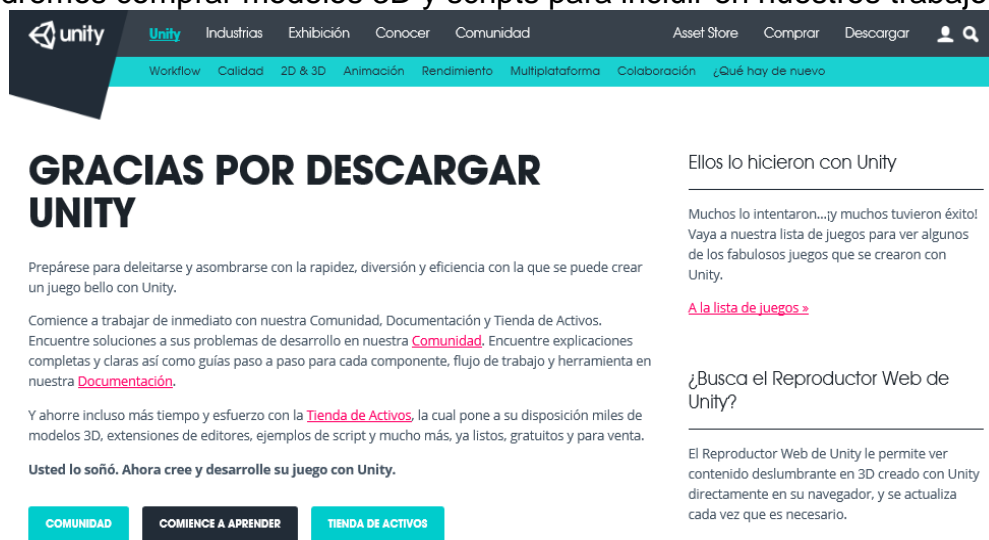 dremos comprar modelos 3D y scripts para incluir en nuestros trabajo
unity
Unity Industrias Exhibición Conocer Comunidad Asset Store Comprar Descargar
Workflow Calidad 2D & 3D Animación Rendimiento Multiplataforma Colaboración ¿Qué hay de nuevo
GRACIAS POR DESCARGAR
UNITY
Prepárese para deleitarse y asombrarse con la rapidez, diversión y eficiencia con la que se puede crear
un juego bello con Unity.
Comience a trabajar de inmediato con nuestra Comunidad, Documentación y Tienda de Activos.
Encuentre soluciones a sus problemas de desarrollo en nuestra Comunidad. Encuentre explicaciones
completas y claras así como guías paso a paso para cada componente, flujo de trabajo y herramienta en
nuestra Documentación.
Y ahorre incluso más tiempo y esfuerzo con la Tienda de Activos, la cual pone a su disposición miles de
modelos 3D, extensiones de editores, ejemplos de script y mucho más, ya listos, gratuitos y para venta.
Usted lo soñó. Ahora cree y desarrolle su juego con Unity.
COMUNIDAD COMIENCE A APRENDER TIENDA DE ACTIVOS
Ellos lo hicieron con Unity
Muchos lo intentaron...¡y muchos tuvieron éxito!
Vaya a nuestra lista de juegos para ver algunos
de los fabulosos juegos que se crearon con
Unity.
A la lista de juegos »
¿Busca el Reproductor Web de
Unity?
El Reproductor Web de Unity le permite ver
contenido deslumbrante en 3D creado con Unity
directamente en su navegador, y se actualiza
cada vez que es necesario.